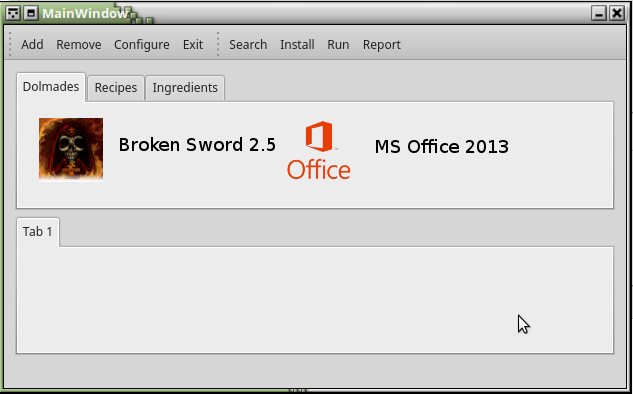 MainWindow
Add Remove Configure Exit Search Install Run Report
Dolmades Recipes Ingredients
Broken Sword 2.5 Office MS Office 2013
Tab 1